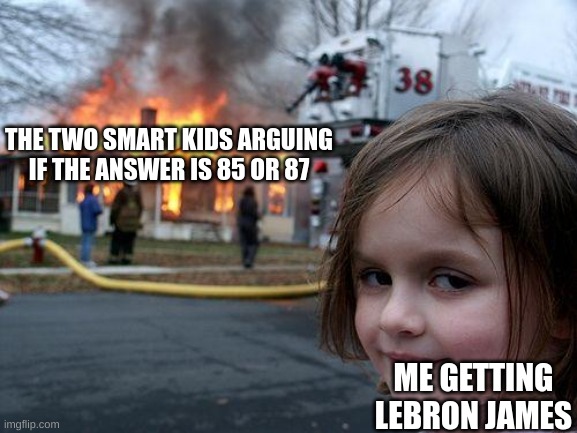 38
THE TWO SMART KIDS ARGUING
IF THE ANSWER IS 85 OR 87
ME GETTING
LEBRON JAMES
imgflip.com